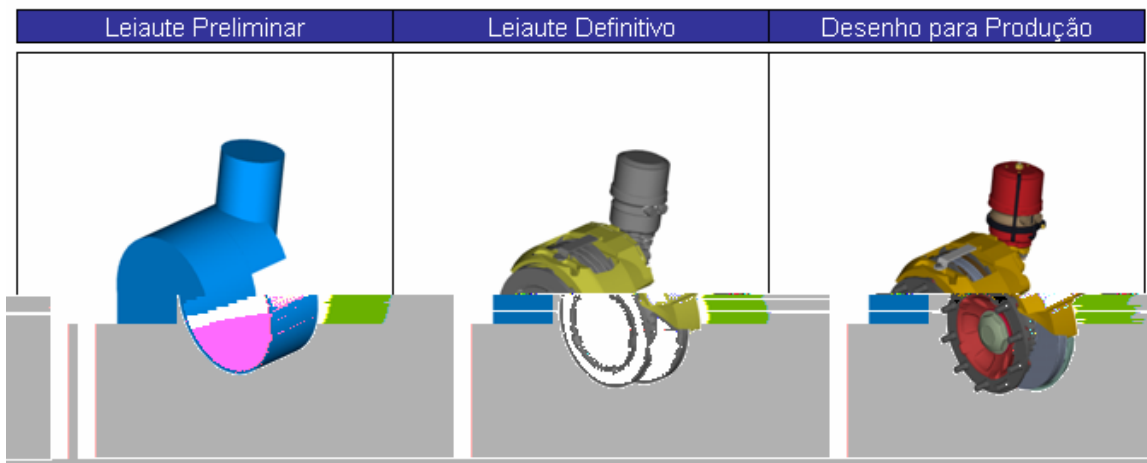 Leiaute Preliminar
Leiaute Definitivo
Desenho para Produção